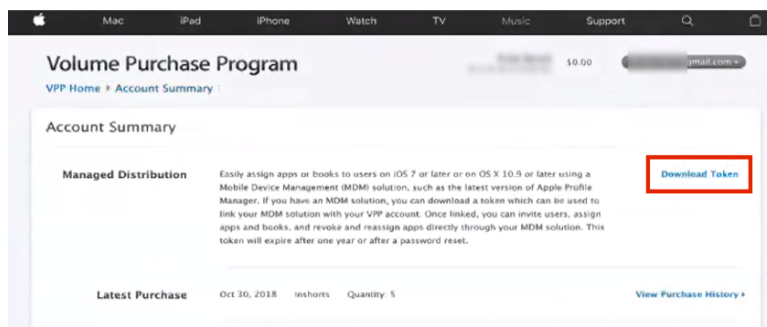 Mac iPad iPhone Watch TV Music Support
Volume Purchase Program
$0.00
gmail.com
VPP Home Account Summary
Account Summary
Managed Distribution
Easily assign apps or books to users on iOS 7 or later or on OS X 10.9 or later using a
Mobile Device Management (MDM) solution, such as the latest version of Apple Profile
Manager. If you have an MDM solution, you can download a token which can be used to
link your MDM solution with your VPP account. Once linked, you can invite users, assign
apps and books, and revoke and reassign apps directly through your MDM solution. This
token will expire after one year or after a password reset.
Download Token
Latest Purchase
Oct 30, 2018 inshorts Quantity: 5
View Purchase History